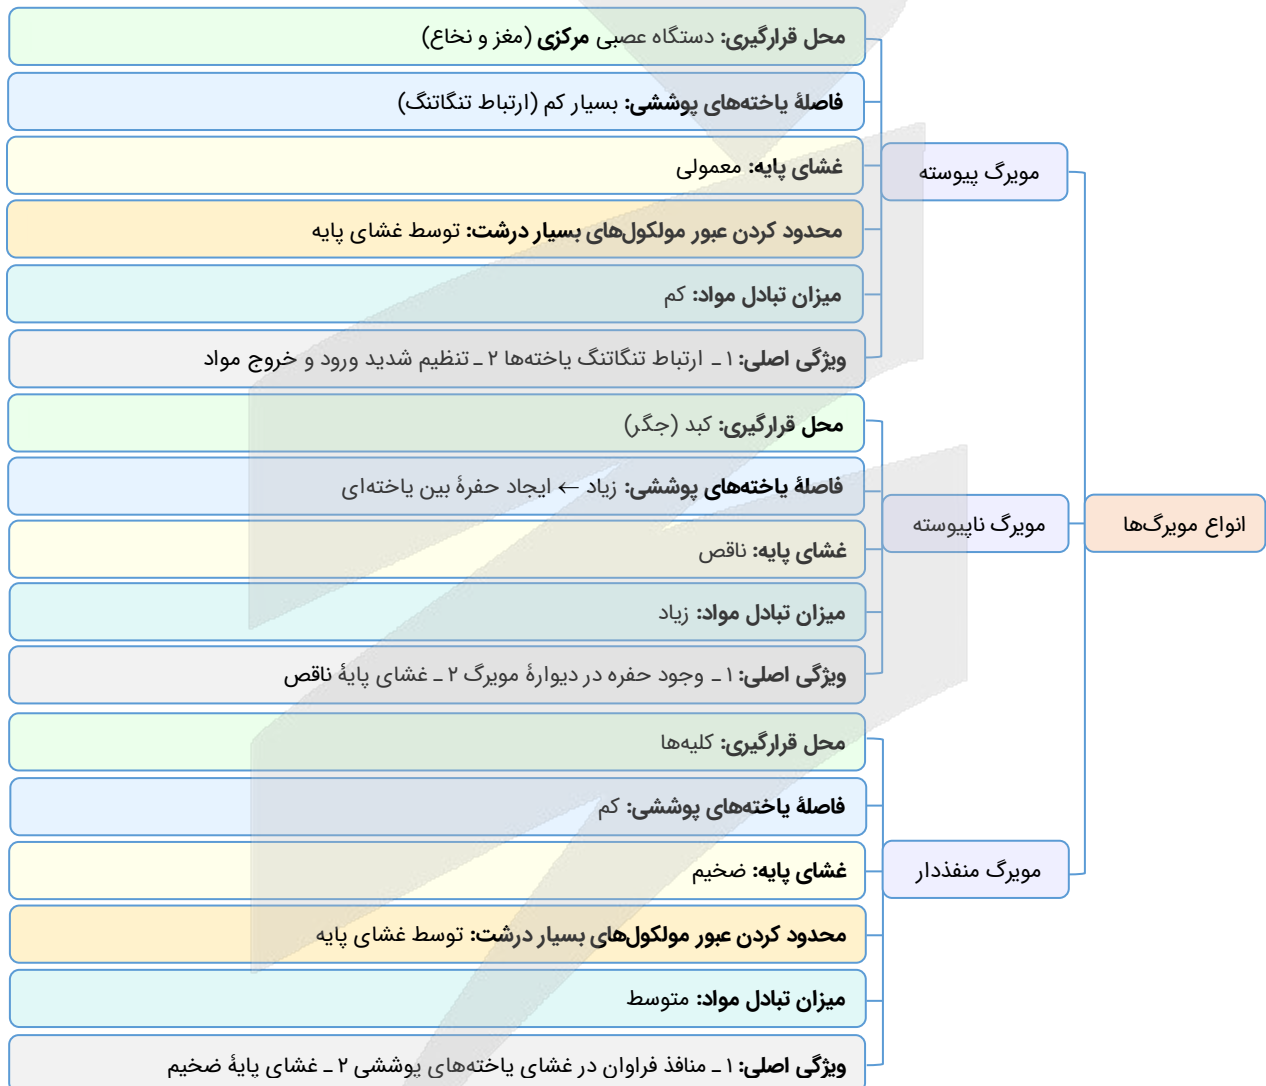 انواع مویرگ‌ها
مویرگ پیوسته
محل قرارگیری: دستگاه عصبی مرکزی (مغز و نخاع)
فاصلهٔ یاخته‌های پوششی: بسیار کم (ارتباط تنگاتنگ)
غشای پایه: معمولی
محدود کردن عبور مولکول‌های بسیار درشت: توسط غشای پایه
میزان تبادل مواد: کم
ویژگی اصلی: ۱ ـ ارتباط تنگاتنگ یاخته‌ها ۲ ـ تنظیم شدید ورود و خروج مواد
مویرگ ناپیوسته
محل قرارگیری: کبد (جگر)
فاصلهٔ یاخته‌های پوششی: زیاد ← ایجاد حفرهٔ بین یاخته‌ای
غشای پایه: ناقص
میزان تبادل مواد: زیاد
ویژگی اصلی: ۱ ـ وجود حفره در دیوارهٔ مویرگ ۲ ـ غشای پایهٔ ناقص
مویرگ منفذدار
محل قرارگیری: کلیه‌ها
فاصلهٔ یاخته‌های پوششی: کم
غشای پایه: ضخیم
محدود کردن عبور مولکول‌های بسیار درشت: توسط غشای پایه
میزان تبادل مواد: متوسط
ویژگی اصلی: ۱ ـ منافذ فراوان در غشای یاخته‌های پوششی ۲ ـ غشای پایهٔ ضخیم